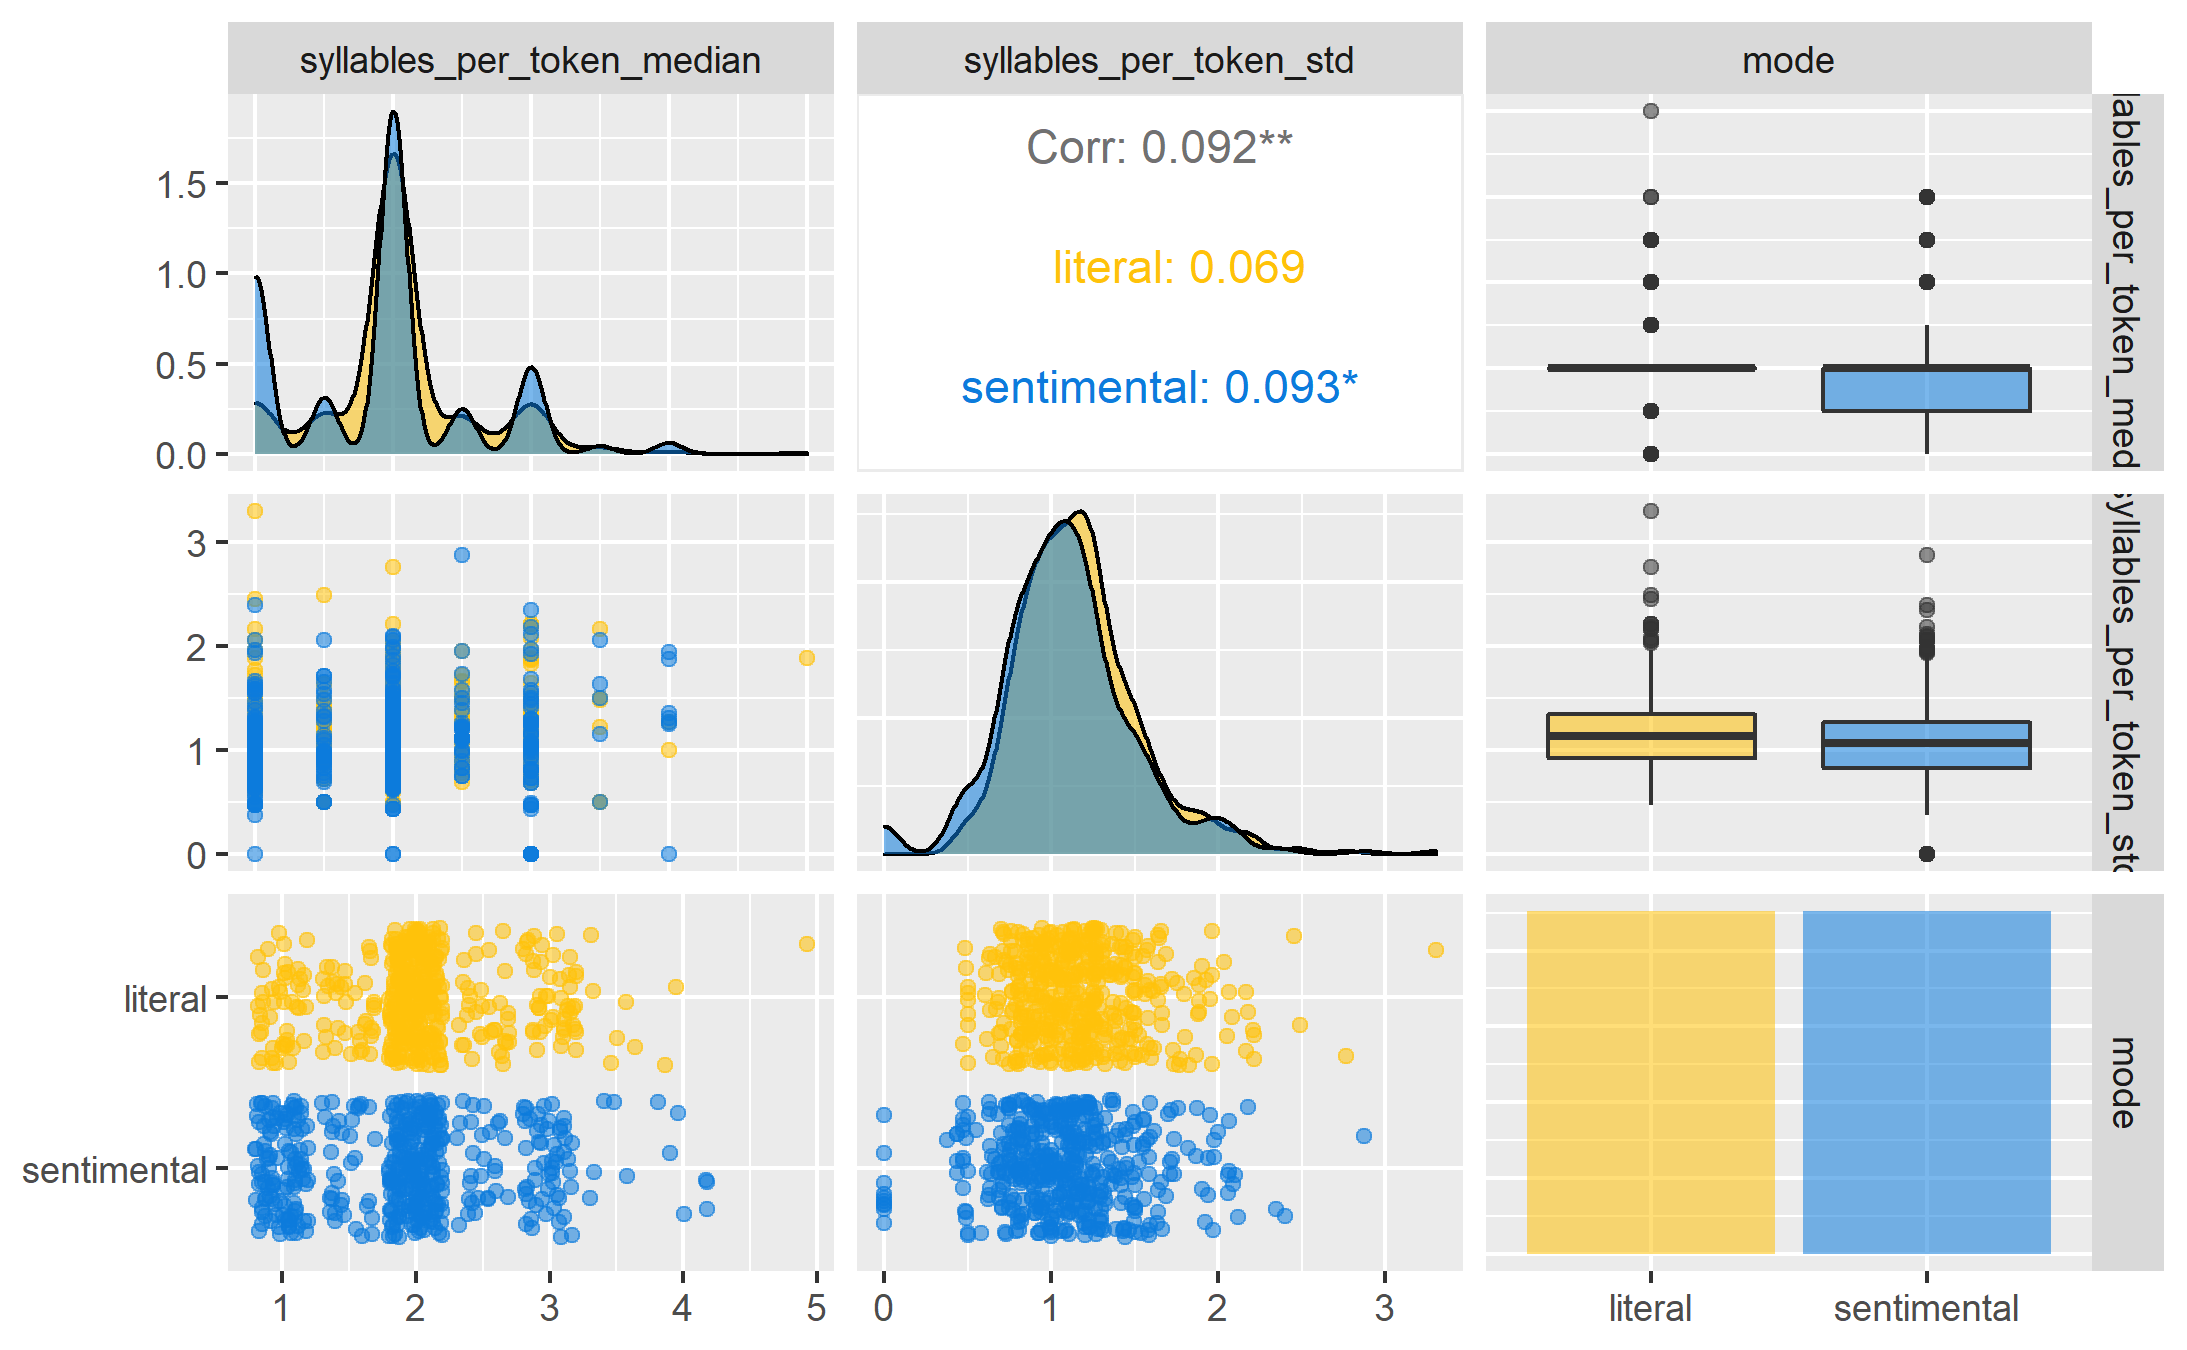 syllables_per_token_median syllables_per_token_std mode
1.5
1.0
0.5
0.0
Corr: 0.092**
literal: 0.069
sentimental: 0.093*
lables_per_token_med
3
2
1
0
syllables_per_token_std
literal
sentimental
mode
1 2 3 4 5
0 1 2 3
literal sentimental